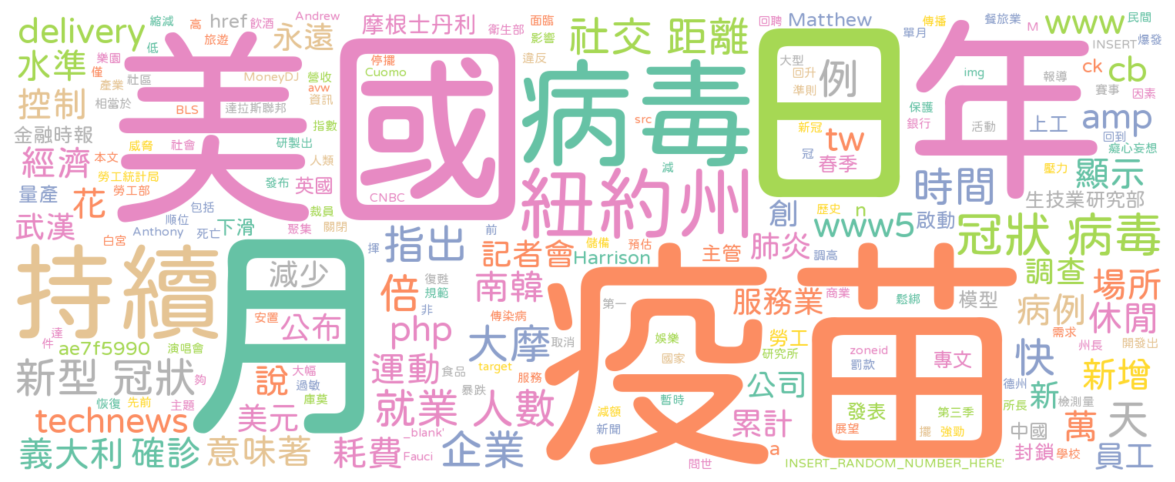 delivery
縮減
高
href
飲酒
摩根士丹利
衛生部
面臨
影響
社交 距離
回聘
Matthew
單月
傳播
餐旅業
M
www
民間
水準
低
旅遊
Andrew
永遠
停擺
Cuomo
違反
大型
回升
準則
例
INSERT
爆發
樂園
僅
產業
社區
MoneyDJ
營收
avw
資訊
美
國
病毒
日
年
img
報導
ck
cb
因素
賽事
控制
相當於
BLS
達拉斯聯邦
指數
src
新冠
tw
保護
銀行
活動
上工
amp
回到
癡心妄想
金融時報
威脅
社會
研製出
人類
減
冠
春季
經濟
本文
勞工統計局
勞工部
發布
英國
CNBC
紐約州
時間
壓力
顯示
量產
花
順位
包括
裁員
創
歷史
n
生技業研究部
武漢
白宮
Anthony
死亡
下滑
聚集
關閉
揮
指出
前
記者會
儲備
預估
主管
肺炎
www5
啟動
冠狀 病毒
Harrison
調高
持續
月
減少
復甦
規範
非
南韓
疫苗
第一
服務業
商業
鬆綁
模型
調查
病例
場所
安置
公布
倍
傳染病
php
取消
娛樂
國家
勞工
研究所
zoneid
罰款
專文
需求
州長
休閒
開發出
達
件
ae7f5990
演唱會
大摩
新型 冠狀
夠
說
大幅
過敏
庫莫
運動
食品
target
服務
暴跌
公司
快
德州
新增
恢復
先前
主題
美元
就業 人數
減領
暫時
累計
發表
展望
第三季
強勁
擺
所長
新
檢測量
technews
_blank'
新聞
中國
萬
天
義大利
確診
意味著
耗費
Fauci
企業
問世
a
INSERT_RANDOM_NUMBER_HERE'
封鎖
學校
員工